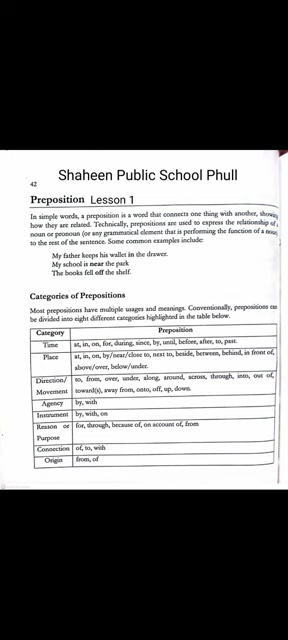 Shaheen Public School Phull
42
Preposition Lesson 1
In simple words, a preposition is a word that connects one thing with another, showing
how they are related. Technically, prepositions are used to express the relationship of a
noun or pronoun (or any grammatical element that is performing the function of a noun)
to the rest of the sentence. Some common examples include:
My father keeps his wallet in the drawer.
My school is near the park
The books fell off the shelf.
Categories of Prepositions
Most prepositions have multiple usages and meanings. Conventionally, prepositions can
be divided into eight different categories highlighted in the table below.
Category Preposition
Time at, in, on, for, during, since, by, until, before, after, to, past.
Place at, in, on, by/near/close to, next to, beside, between, behind, in front of,
above/over, below/under.
Direction/ to, from, over, under, along, around, across, through, into, out of,
Movement toward(s), away from, onto, off, up, down.
Agency by, with
Instrument by, with, on
Reason or for, through, because of, on account of, from
Purpose
Connection of, to, with
Origin from, of